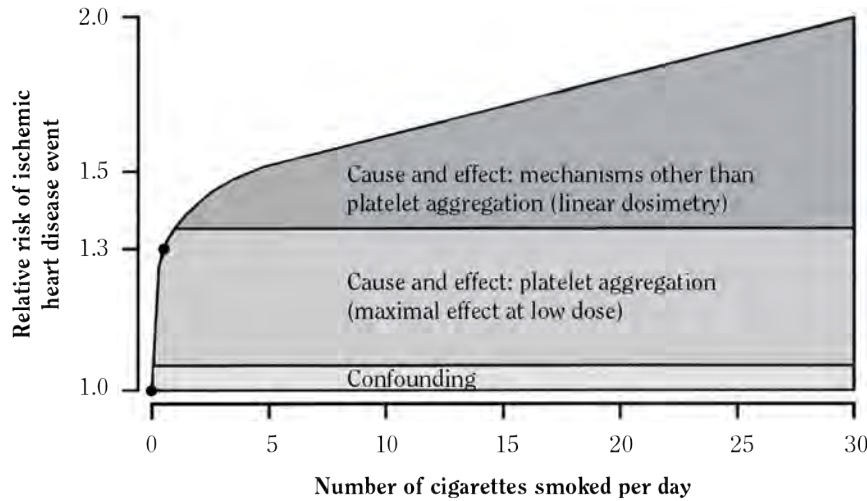 2.0
1.5
1.3
1.0
Relative risk of ischemic
heart disease event
Cause and effect: mechanisms other than
platelet aggregation (linear dosimetry)
Cause and effect: platelet aggregation
(maximal effect at low dose)
Confounding
0 5 10 15 20 25 30
Number of cigarettes smoked per day